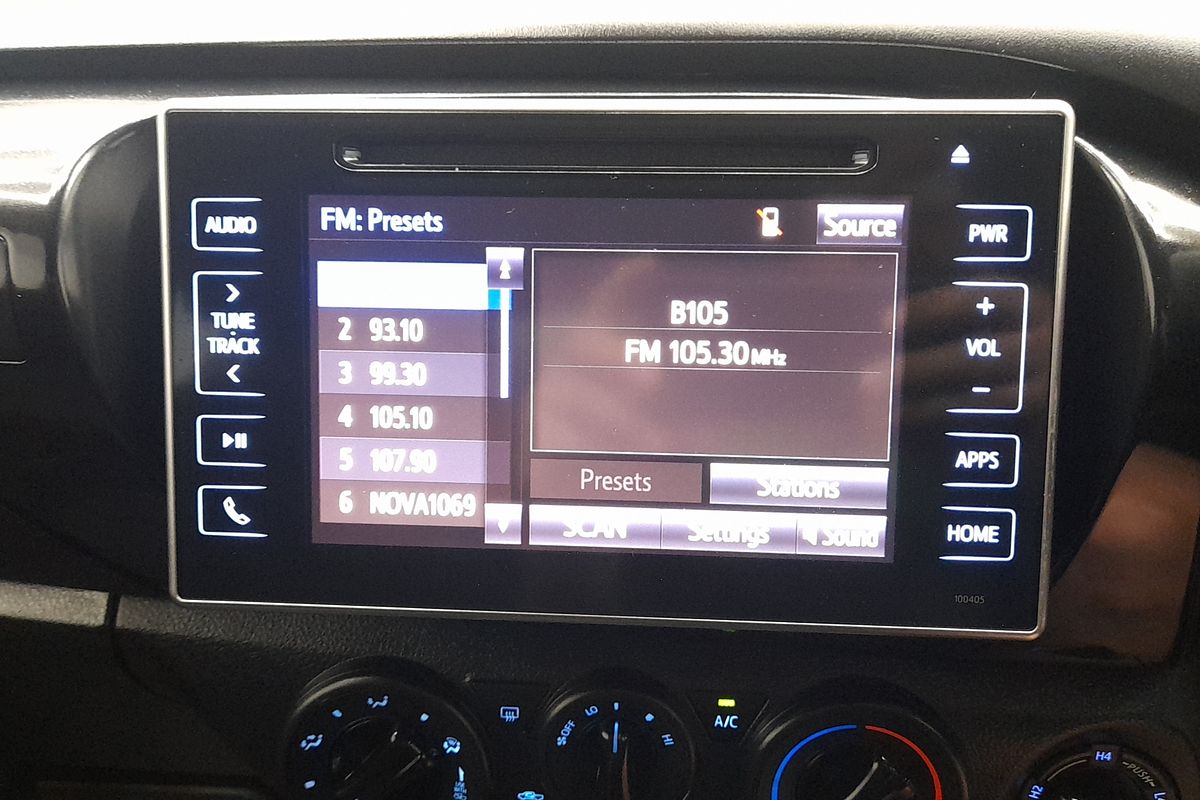 AUDIO
TUNE
TRACK
FM: Presets
Source
2 93.10
3 99.30
4 105.10
5 107.90
6 NOVA1069
B105
FM 105.30MHz
Presets
Stations
SCAN
Settings
Sound
PWR
+
VOL
-
APPS
HOME
100405
OFF
LO
HI
A/C
H2
H4
PUSH